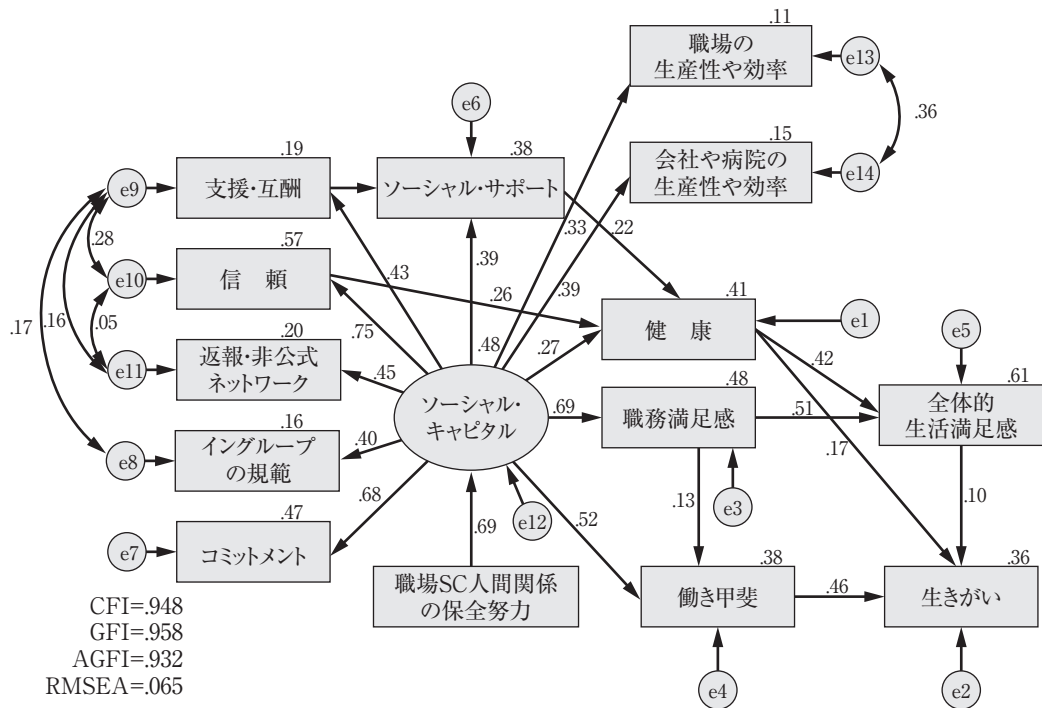 .11
職場の
生産性や効率
e13
.36
e6
.15
会社や病院の
生産性や効率
e14
.19
支援・互酬
e9
.38
ソーシャル・サポート
.33
.22
.28
.57
信　頼
e10
.43
.39
.26
.39
.41
健　康
e1
e5
.17
.16
.05
.20
返報・非公式
ネットワーク
e11
.75
.45
.48
.27
.42
ソーシャル・
キャピタル
.69
.48
職務満足感
.51
.61
全体的
生活満足感
.16
イングループ
の規範
e8
.40
.17
e3
.68
e12
.52
.13
.10
.47
コミットメント
e7
.69
職場SC人間関係
の保全努力
.38
働き甲斐
.46
.36
生きがい
e4
e2
CFI=.948
GFI=.958
AGFI=.932
RMSEA=.065